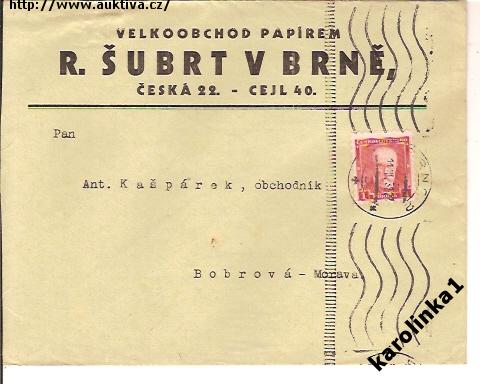 http://www.auktiva.cz/
VELKOOBCHOD PAPÍREM
R. ŠUBRT V BRNĚ,
ČESKÁ 22. - CEJL 40.
Pan
Ant. Kašpárek, obchodník
Bobrová - Morava
karolinka1